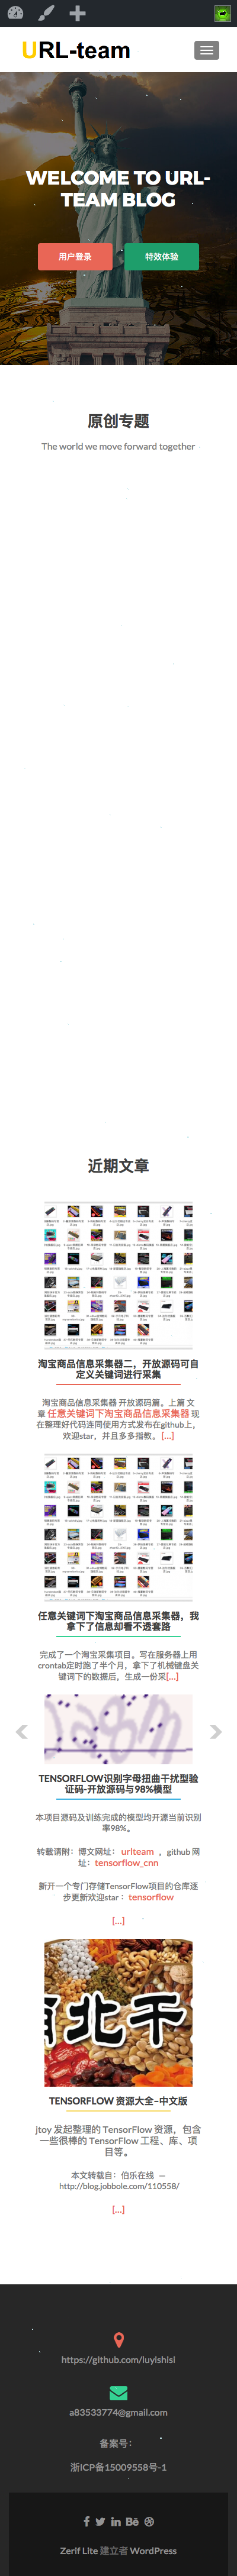 URL-team
WELCOME TO URL-
TEAM BLOG
用户登录
特效体验
原创专题
The world we move forward together
近期文章
淘宝商品信息采集器二，开放源码可自
定义关键词进行采集
淘宝商品信息采集器 开放源码篇。上篇 文
章 任意关键词下淘宝商品信息采集器 现
在整理好代码连同使用方式发布在github上，
欢迎star，并且多多指教。 [...]
任意关键词下淘宝商品信息采集器，我
拿下了信息却看不透套路
完成了一个淘宝采集项目。写在服务器上用
crontab定时跑了半个月，拿下了机械键盘关
键词下的数据后，生成一份采[...]
TENSORFLOW识别字母扭曲干扰型验
证码-开放源码与98%模型
本项目源码及训练完成的模型均开源当前识别
率98%。
转载请附：博文网址： urlteam ，github 网
址：tensorflow_cnn
新开一个专门存储TensorFlow项目的仓库逐
步更新欢迎star ：tensorflow
[...]
南北干
TENSORFLOW 资源大全–中文版
jtoy 发起整理的 TensorFlow 资源，包含
一些很棒的 TensorFlow 工程、库、项
目等。
本文转载自：伯乐在线 —
http://blog.jobbole.com/110558/
[...]
https://github.com/luyishisi
a83533774@gmail.com
备案号：
浙ICP备15009558号-1
Zerif Lite 建立者 WordPress